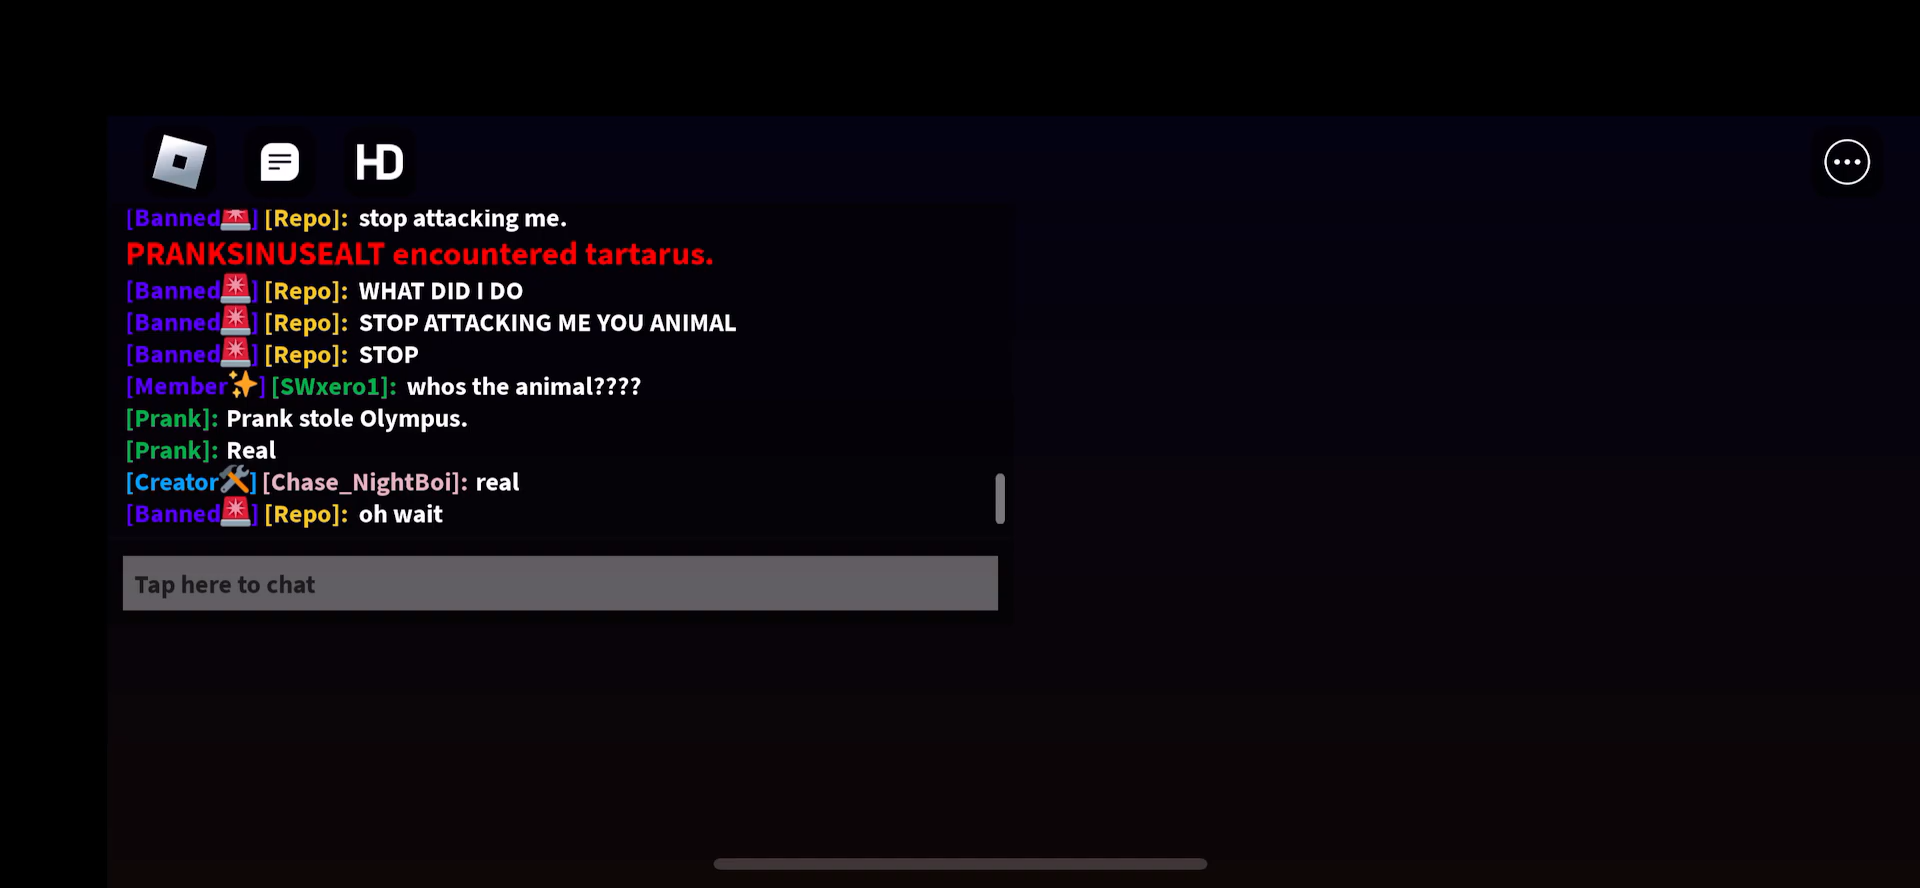 HD
[Banned🚨] [Repo]: stop attacking me.
PRANKSINUSEALT encountered tartarus.
[Banned🚨] [Repo]: WHAT DID I DO
[Banned🚨] [Repo]: STOP ATTACKING ME YOU ANIMAL
[Banned🚨] [Repo]: STOP
[Member✨] [SWxero1]: whos the animal????
[Prank]: Prank stole Olympus.
[Prank]: Real
[Creator🛠️] [Chase_NightBoi]: real
[Banned🚨] [Repo]: oh wait
Tap here to chat